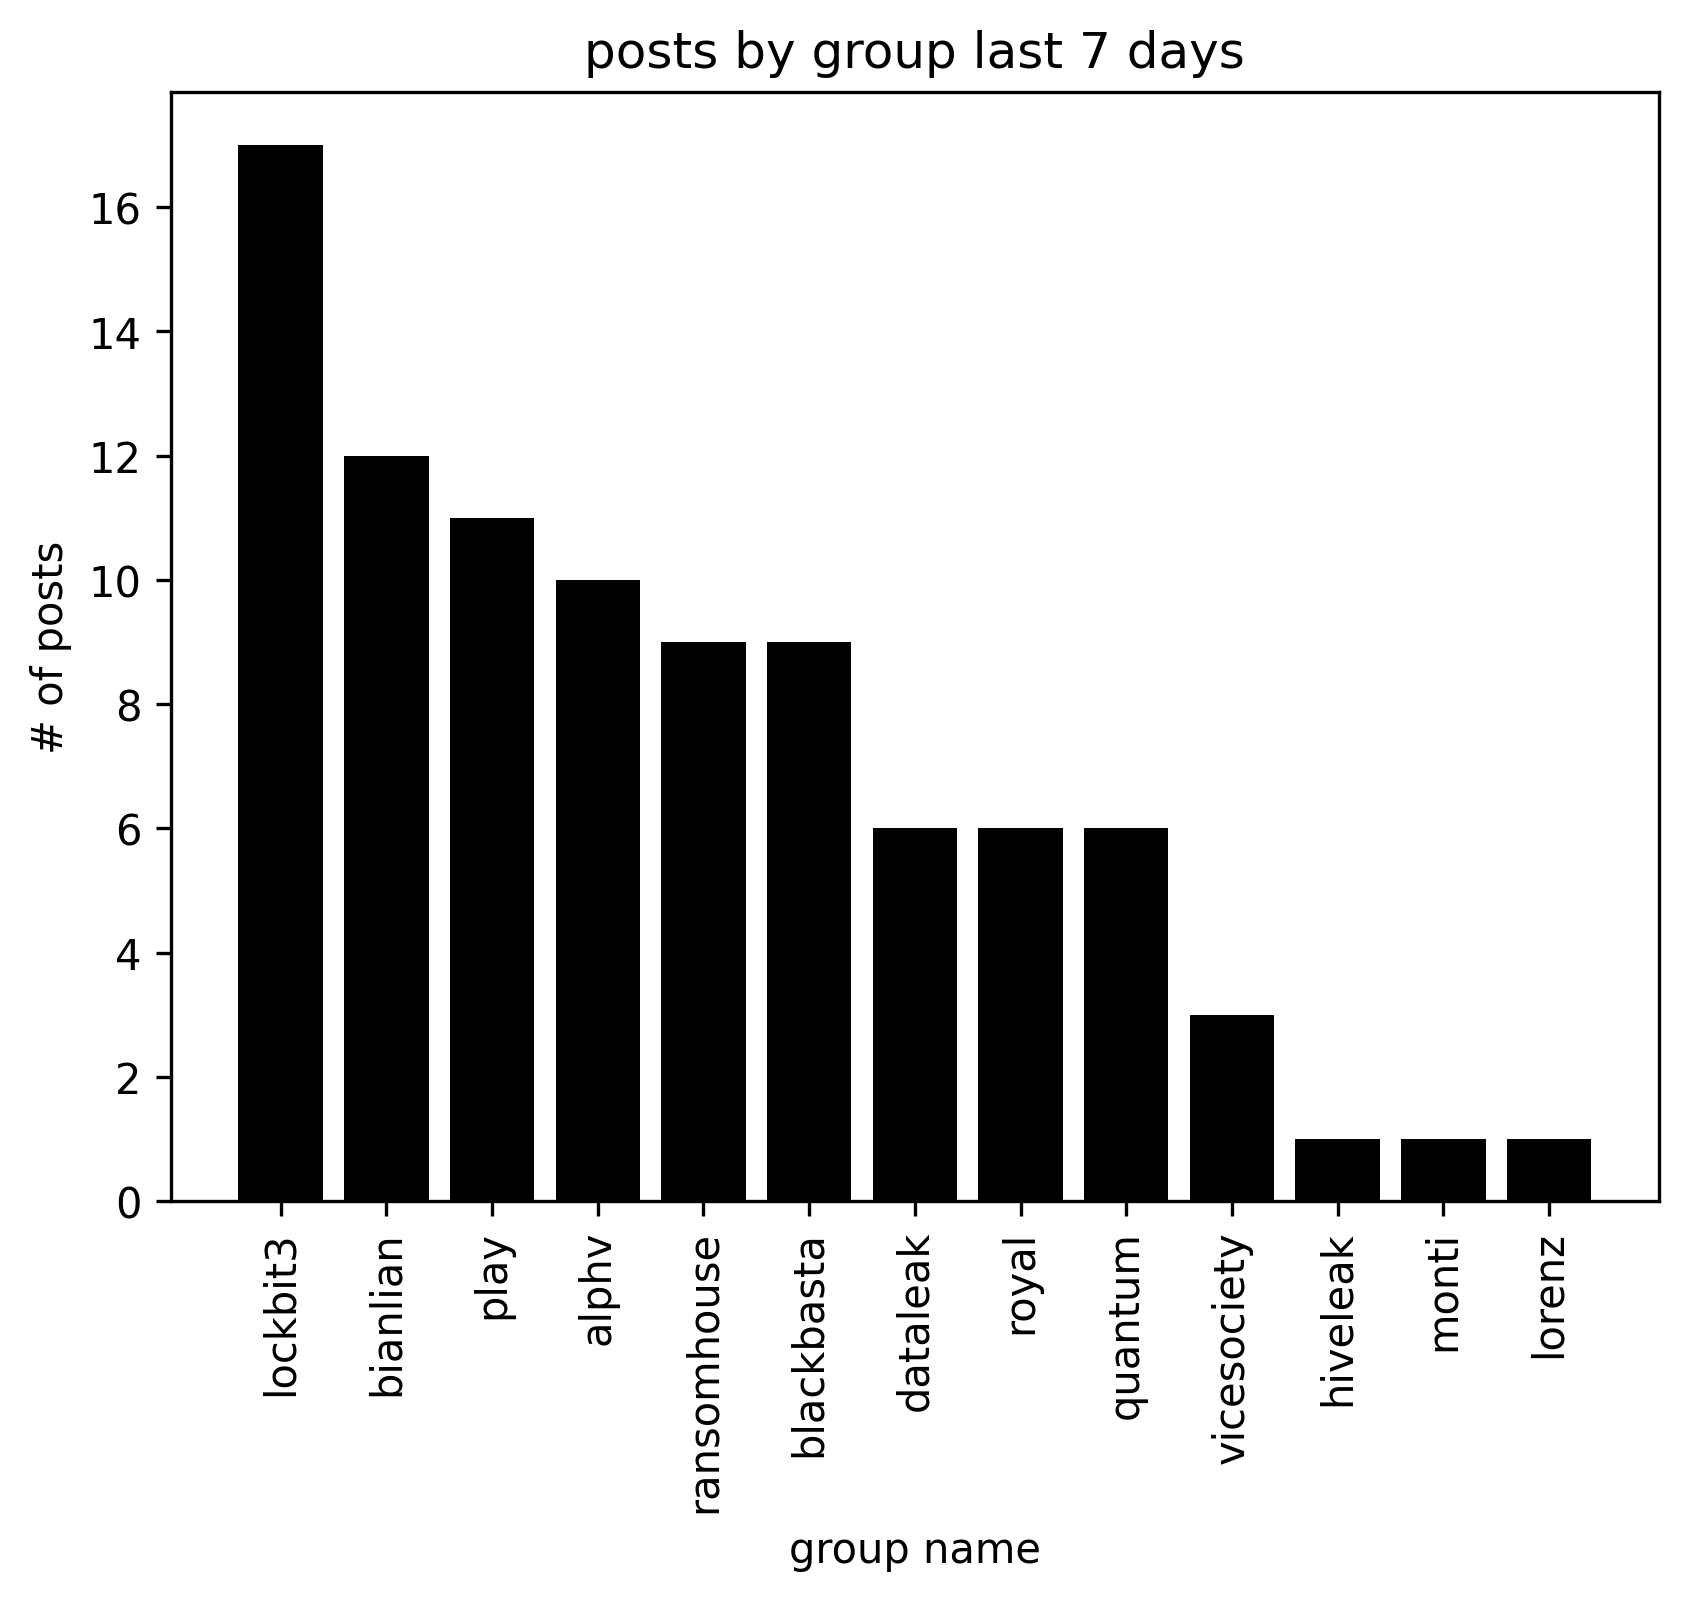 posts by group last 7 days
# of posts
16
14
12
10
8
6
4
2
0
lockbit3
bianlian
play
alphv
ransomhouse
blackbasta
dataleak
royal
quantum
vicesociety
hiveleak
monti
lorenz
group name